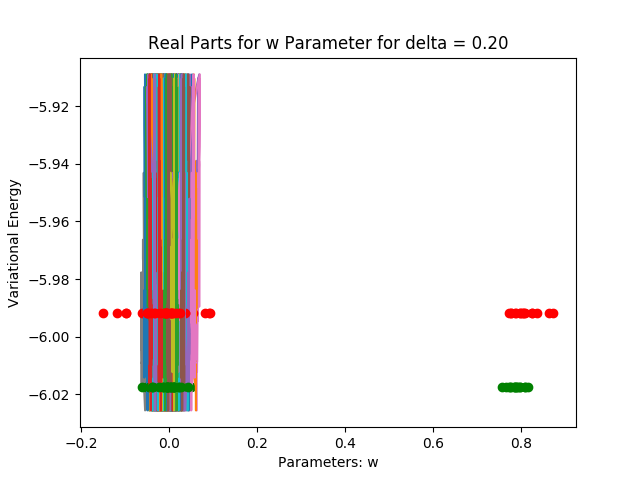 Real Parts for w Parameter for delta = 0.20
Variational Energy
−5.92
−5.94
−5.96
−5.98
−6.00
−6.02
−0.2 0.0 0.2 0.4 0.6 0.8
Parameters: w